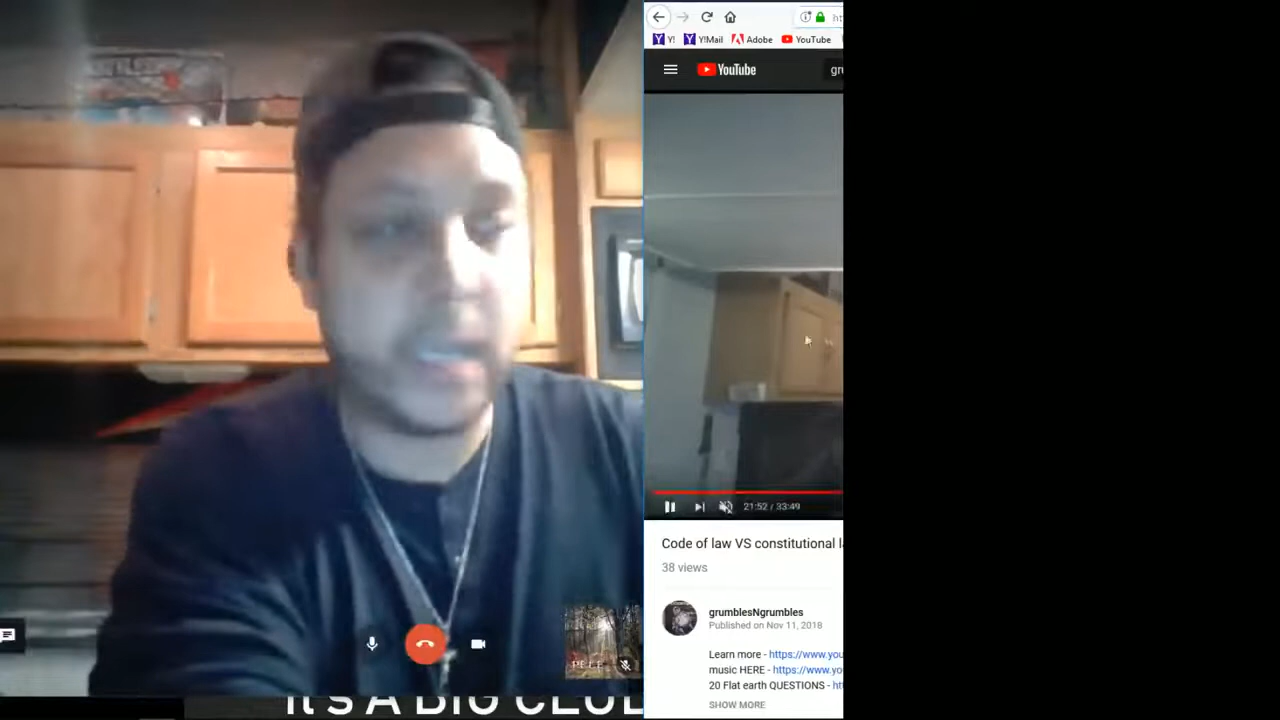 Y!
Y!Mail
Adobe
YouTube
YouTube
gru
21:52 / 33:49
Code of law VS constitutional l
38 views
grumblesNgrumbles
Published on Nov 11, 2018
Learn more - https://www.you
music HERE - https://www.yo
20 Flat earth QUESTIONS - ht
SHOW MORE
It's A BIG CLUB